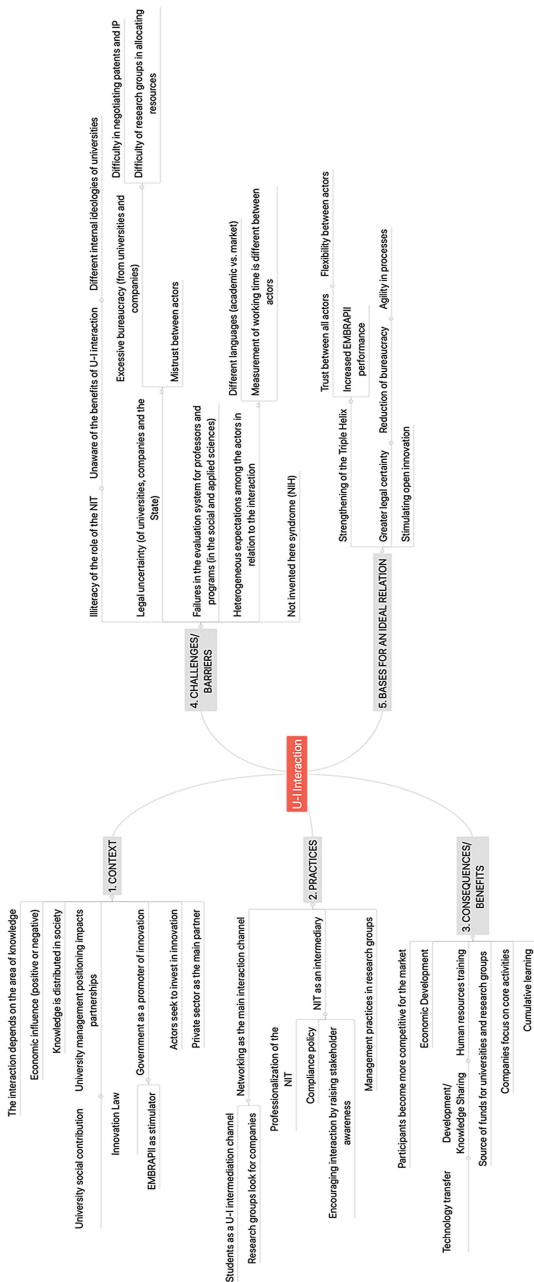 U-I Interaction
1. CONTEXT
The interaction depends on the area of knowledge
Economic Influence (positive or negative)
Knowledge is distributed in society
University management positioning impacts
partnerships
University social contribution
Government as a promoter of innovation
Innovation Law
EMBRAPII as stimulator
Actors seek to invest in innovation
Private sector as the main partner
2. PRACTICES
Networking as the main interaction channel
Students as a U-I intermediation channel
Research groups look for companies
NIT as an intermediary
Professionalization of the
NIT
Compliance policy
Encouraging interaction by raising stakeholder
awareness
Management practices in research groups
3. CONSEQUENCES/
BENEFITS
Participants become more competitive for the market
Economic Development
Human resources training
Development/
Knowledge Sharing
Technology transfer
Source of funds for universities and research groups
Companies focus on core activities
Cumulative learning
4. CHALLENGES/
BARRIERS
Illiteracy of the role of the NIT
Unaware of the benefits of U-I interaction
Different internal ideologies of universities
Legal uncertainty (of universities, companies and the
State)
Excessive bureaucracy (from universities and
companies)
Difficulty in negotiating patents and IP
Difficulty of research groups in allocating
resources
Mistrust between actors
Failures in the evaluation system for professors and
programs (in the social and applied sciences)
Heterogeneous expectations among the actors in
relation to the interaction
Different languages (academic vs. market)
Measurement of working time is different between
actors
Not invented here syndrome (NIH)
5. BASES FOR AN IDEAL RELATION
Strengthening of the Triple Helix
Trust between all actors
Flexibility between actors
Increased EMBRAPII
performance
Greater legal certainty
Reduction of bureaucracy
Agility in processes
Stimulating open innovation